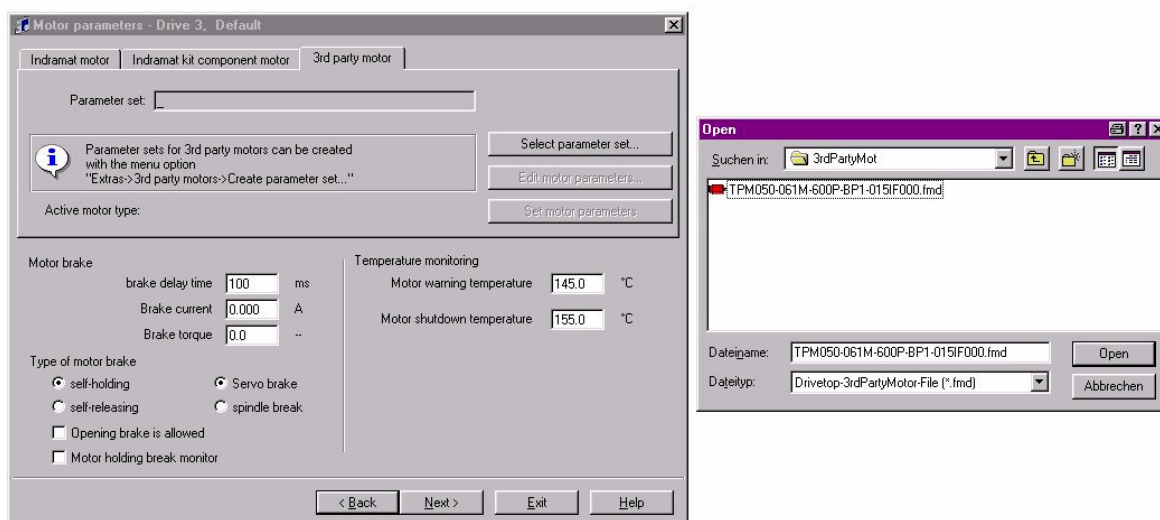 Motor parameters - Drive 3, Default
Indramat motor
Indramat kit component motor
3rd party motor
Parameter set: _
Parameter sets for 3rd party motors can be created
with the menu option
"Extras->3rd party motors->Create parameter set..."
Select parameter set...
Edit motor parameters...
Active motor type:
Set motor parameters
Motor brake
brake delay time 100 ms
Brake current 0.000 A
Brake torque 0.0 --
Temperature monitoring
Motor warning temperature 145.0 °C
Motor shutdown temperature 155.0 °C
Type of motor brake
self-holding
Servo brake
self-releasing
spindle break
Opening brake is allowed
Motor holding break monitor
< Back
Next >
Exit
Help
Open
Suchen in: 3rdPartyMot
TPM050-061M-600P-BP1-015IF000.fmd
Dateiname: TPM050-061M-600P-BP1-015IF000.fmd
Open
Dateityp: Drivetop-3rdPartyMotor-File (*.fmd)
Abbrechen